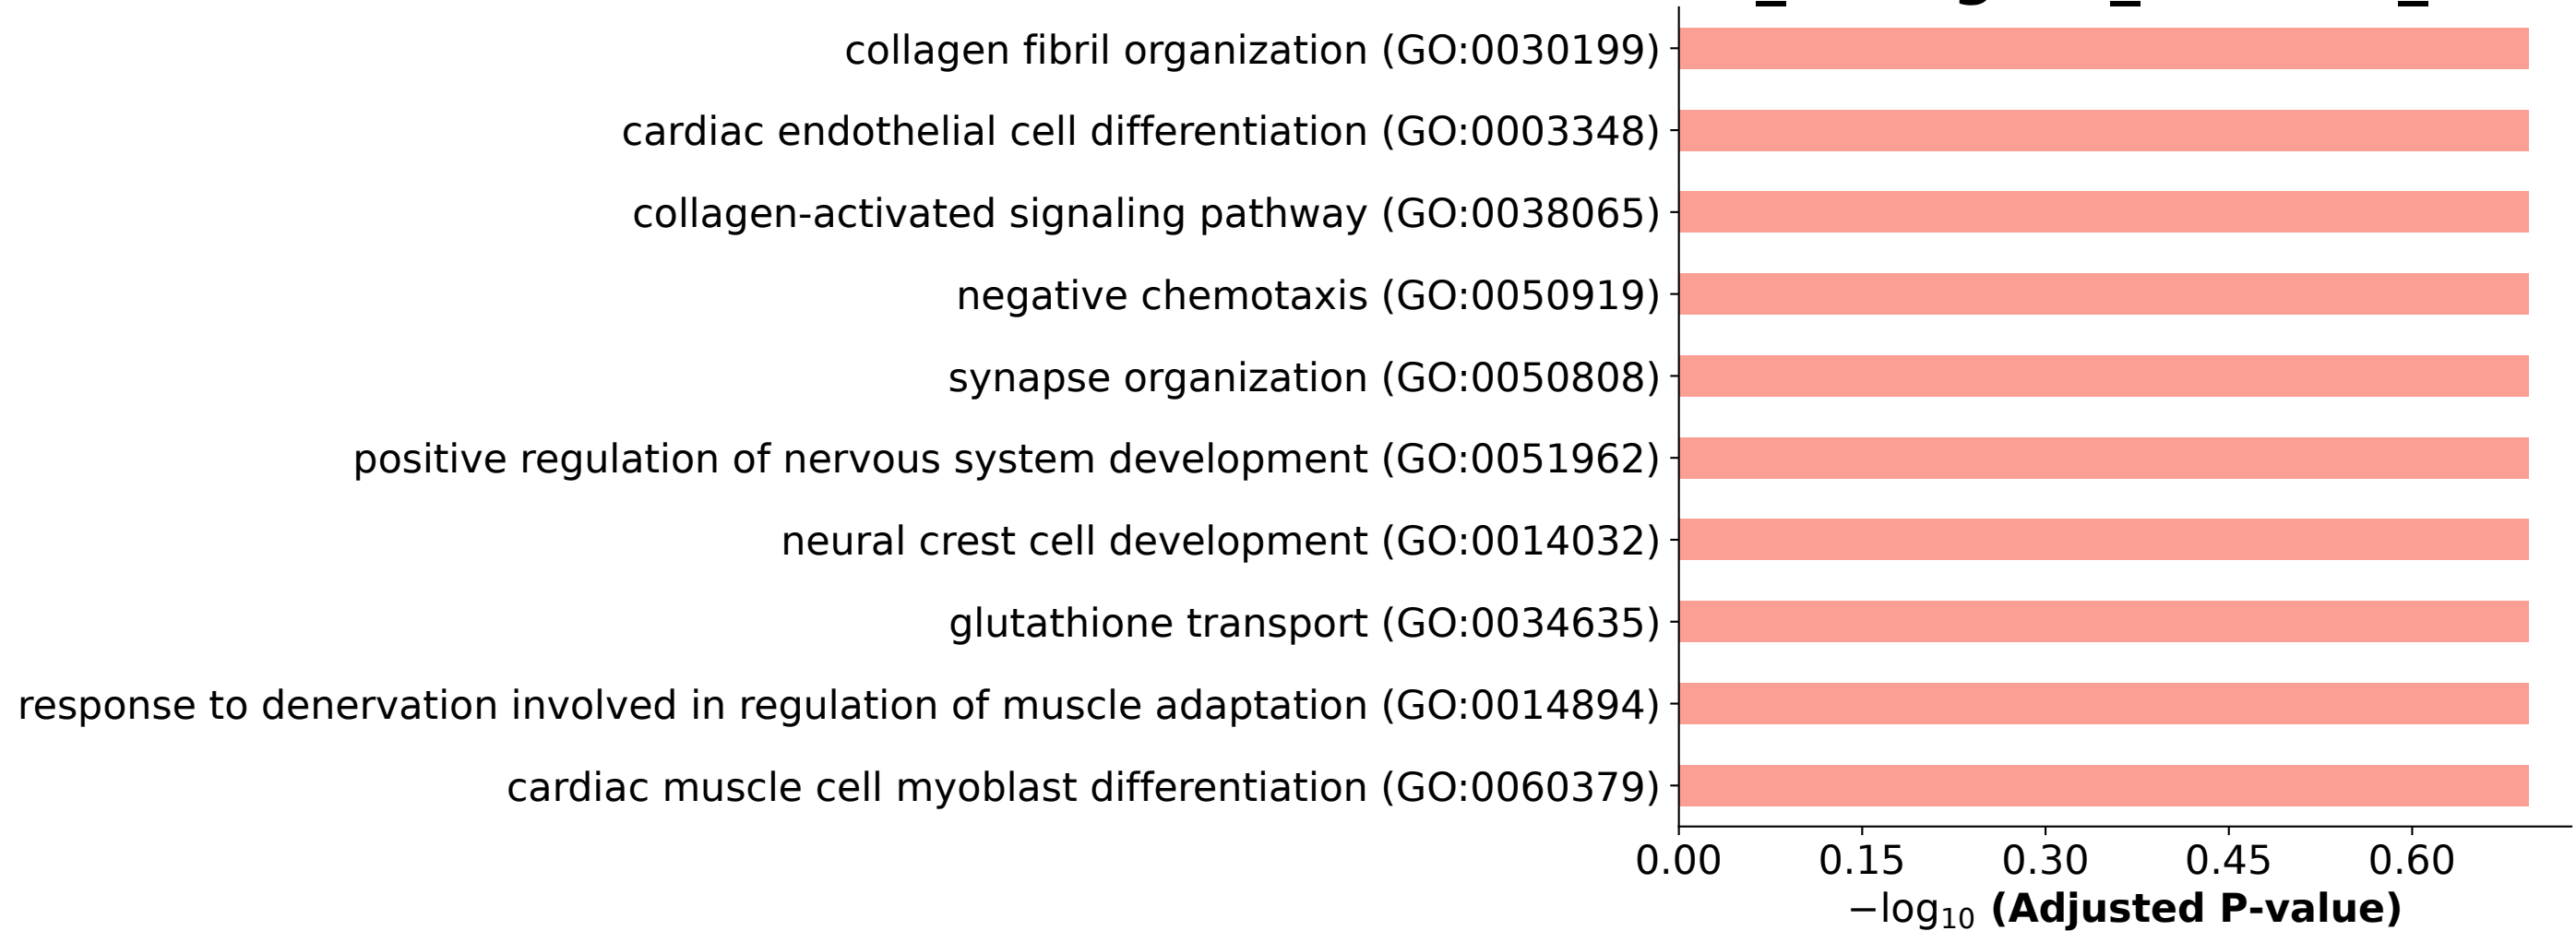 collagen fibril organization (GO:0030199)
cardiac endothelial cell differentiation (GO:0003348)
collagen-activated signaling pathway (GO:0038065)
negative chemotaxis (GO:0050919)
synapse organization (GO:0050808)
positive regulation of nervous system development (GO:0051962)
neural crest cell development (GO:0014032)
glutathione transport (GO:0034635)
response to denervation involved in regulation of muscle adaptation (GO:0014894)
cardiac muscle cell myoblast differentiation (GO:0060379)
0.00 0.15 0.30 0.45 0.60
−log₁₀ (Adjusted P-value)